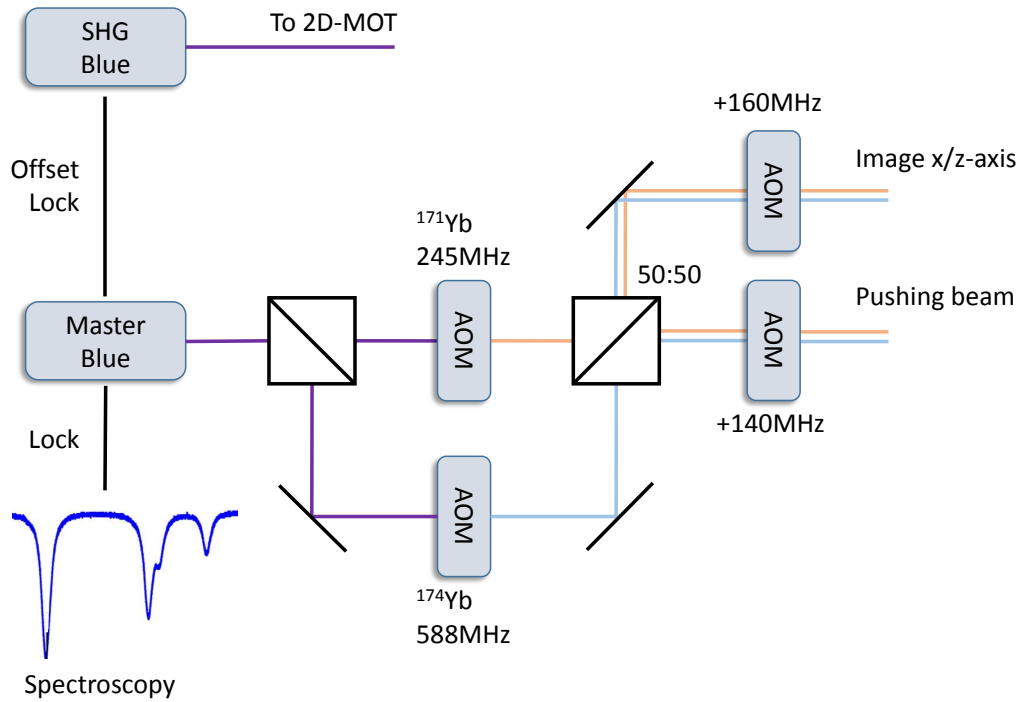 SHG
Blue
To 2D-MOT
Offset
Lock
Master
Blue
Lock
Spectroscopy
¹⁷¹Yb
245MHz
AOM
AOM
¹⁷⁴Yb
588MHz
50:50
+160MHz
AOM
Image x/z-axis
AOM
Pushing beam
+140MHz